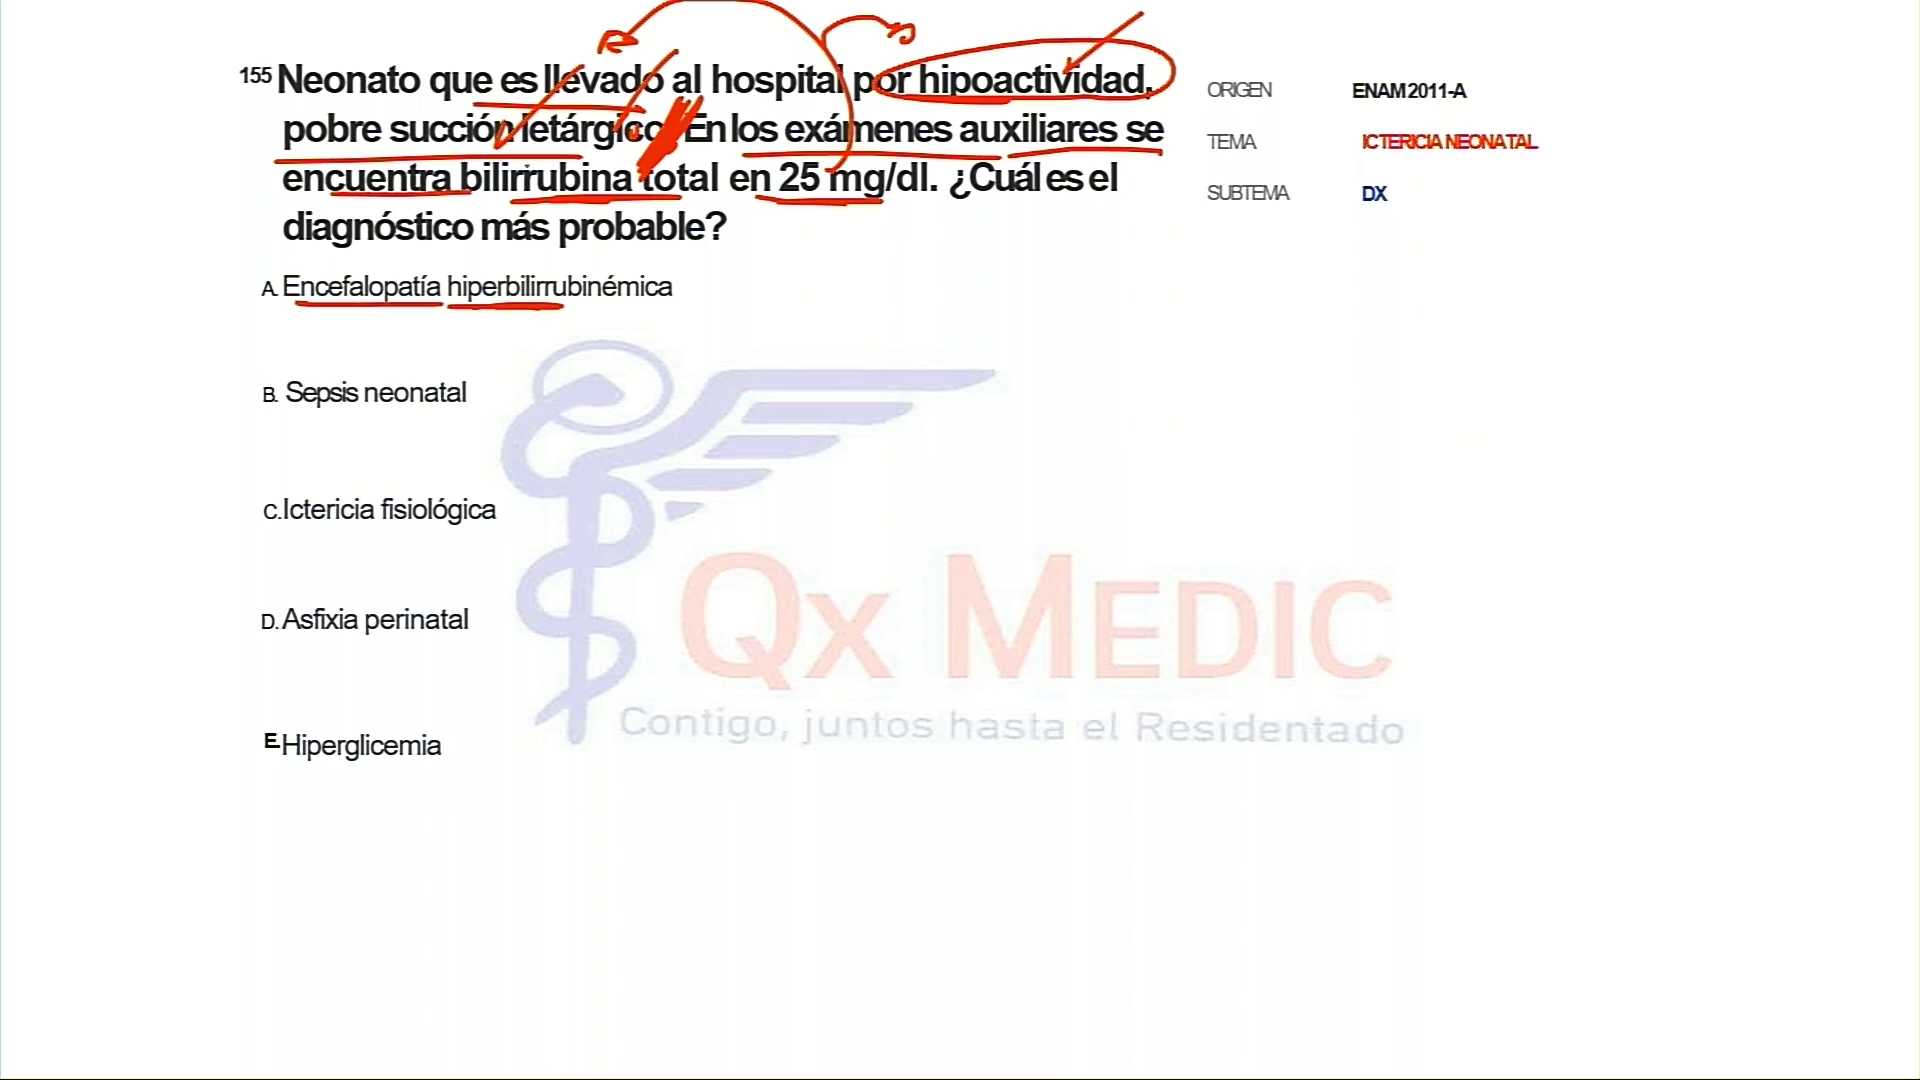 155 Neonato que es llevado al hospital por hipoactividad,
pobre succión letárgico. En los exámenes auxiliares se
encuentra bilirrubina total en 25 mg/dl. ¿Cuál es el
diagnóstico más probable?
ORIGEN ENAM 2011-A
TEMA ICTERICIA NEONATAL
SUBTEMA DX
A. Encefalopatía hiperbilirrubinémica
B. Sepsis neonatal
C. Ictericia fisiológica
D. Asfixia perinatal
E. Hiperglicemia
QX MEDIC
Contigo, juntos hasta el Residentado